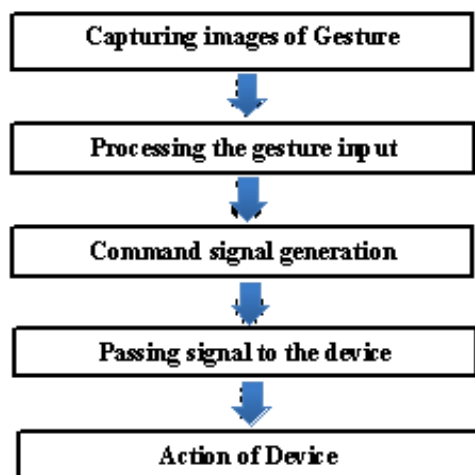 Capturing images of Gesture
Processing the gesture input
Command signal generation
Passing signal to the device
Action of Device